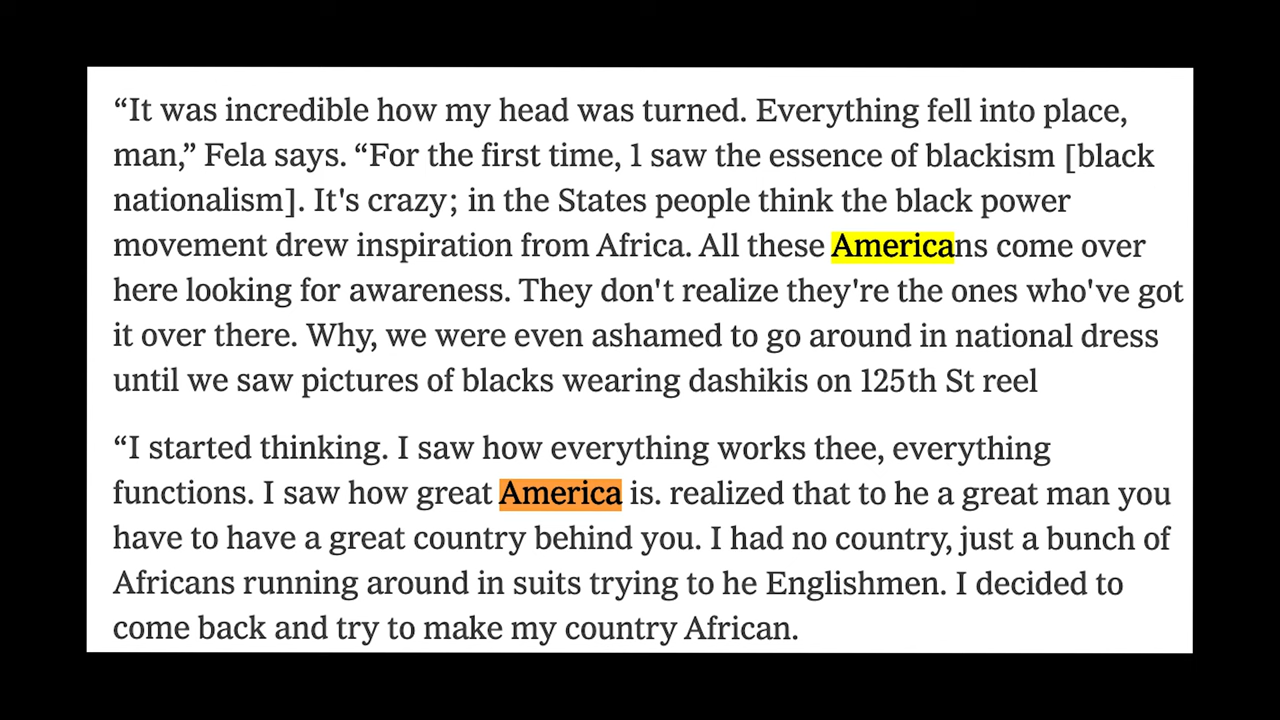 “It was incredible how my head was turned. Everything fell into place,
man,” Fela says. “For the first time, 1 saw the essence of blackism [black
nationalism]. It's crazy; in the States people think the black power
movement drew inspiration from Africa. All these Americans come over
here looking for awareness. They don't realize they're the ones who've got
it over there. Why, we were even ashamed to go around in national dress
until we saw pictures of blacks wearing dashikis on 125th St reel
“I started thinking. I saw how everything works thee, everything
functions. I saw how great America is. realized that to he a great man you
have to have a great country behind you. I had no country, just a bunch of
Africans running around in suits trying to he Englishmen. I decided to
come back and try to make my country African.